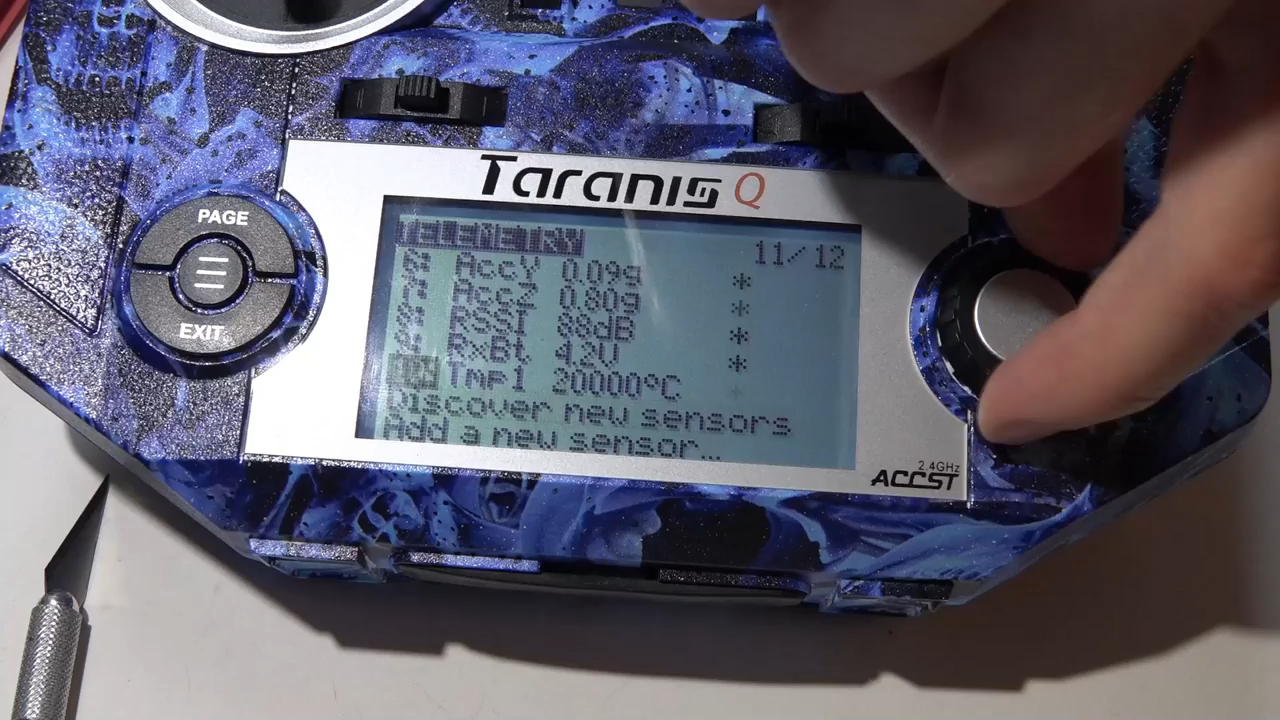 Taranis Q
PAGE
EXIT
TELEMETRY 11/12
AccY 0.09g *
AccZ 0.80g *
RSSI 88dB *
RxBt 4.2V *
Tmp1 20000°C
Discover new sensors
Add a new sensor...
2.4GHz
ACCST